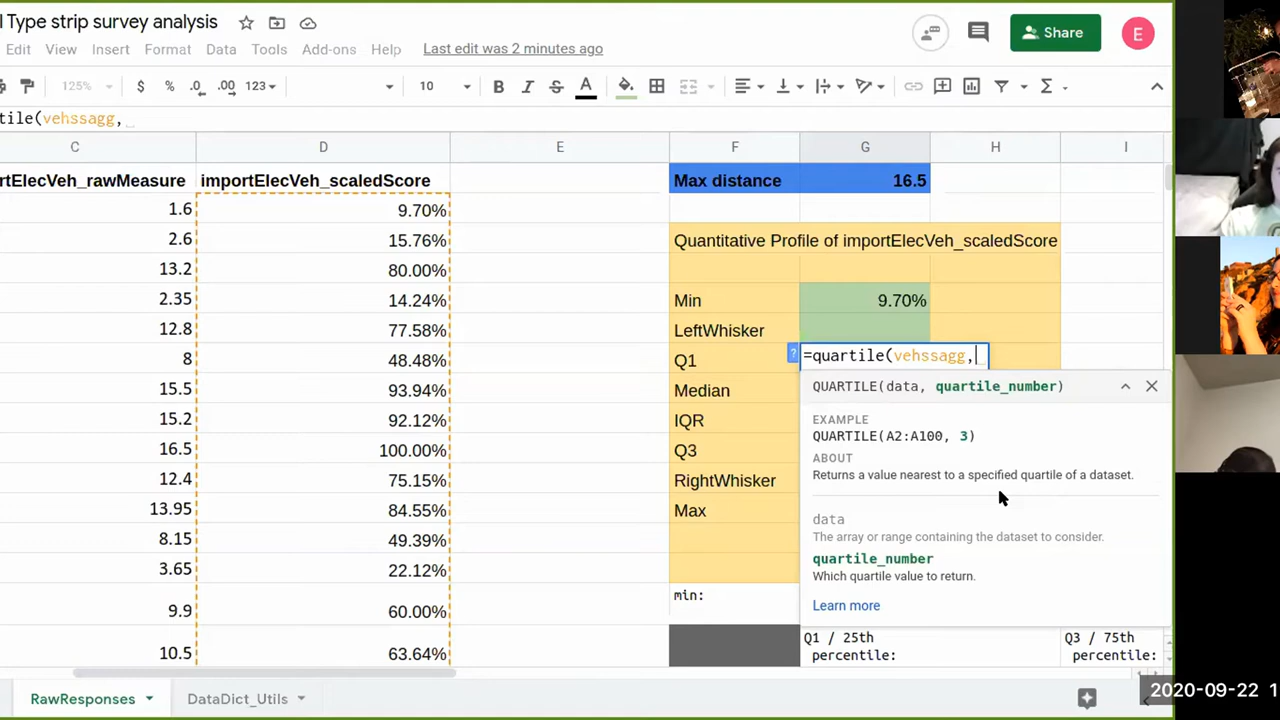 l Type strip survey analysis
Edit View Insert Format Data Tools Add-ons Help Last edit was 2 minutes ago
Share
E
125% $ % .0 .00 123 10 B I S A Σ
tile(vehssagg,
C D E F G H I
rtElecVeh_rawMeasure importElecVeh_scaledScore Max distance 16.5
1.6 9.70%
2.6 15.76% Quantitative Profile of importElecVeh_scaledScore
13.2 80.00%
2.35 14.24% Min 9.70%
12.8 77.58% LeftWhisker
8 48.48% Q1 ? =quartile(vehssagg,
15.5 93.94% Median QUARTILE(data, quartile_number)
15.2 92.12% IQR EXAMPLE
QUARTILE(A2:A100, 3)
16.5 100.00% Q3 ABOUT
12.4 75.15% RightWhisker Returns a value nearest to a specified quartile of a dataset.
13.95 84.55% Max data
8.15 49.39% The array or range containing the dataset to consider.
3.65 22.12% quartile_number
Which quartile value to return.
9.9 60.00% min: Learn more
10.5 63.64% Q1 / 25th Q3 / 75th
percentile: percentile:
RawResponses DataDict_Utils
2020-09-22 1